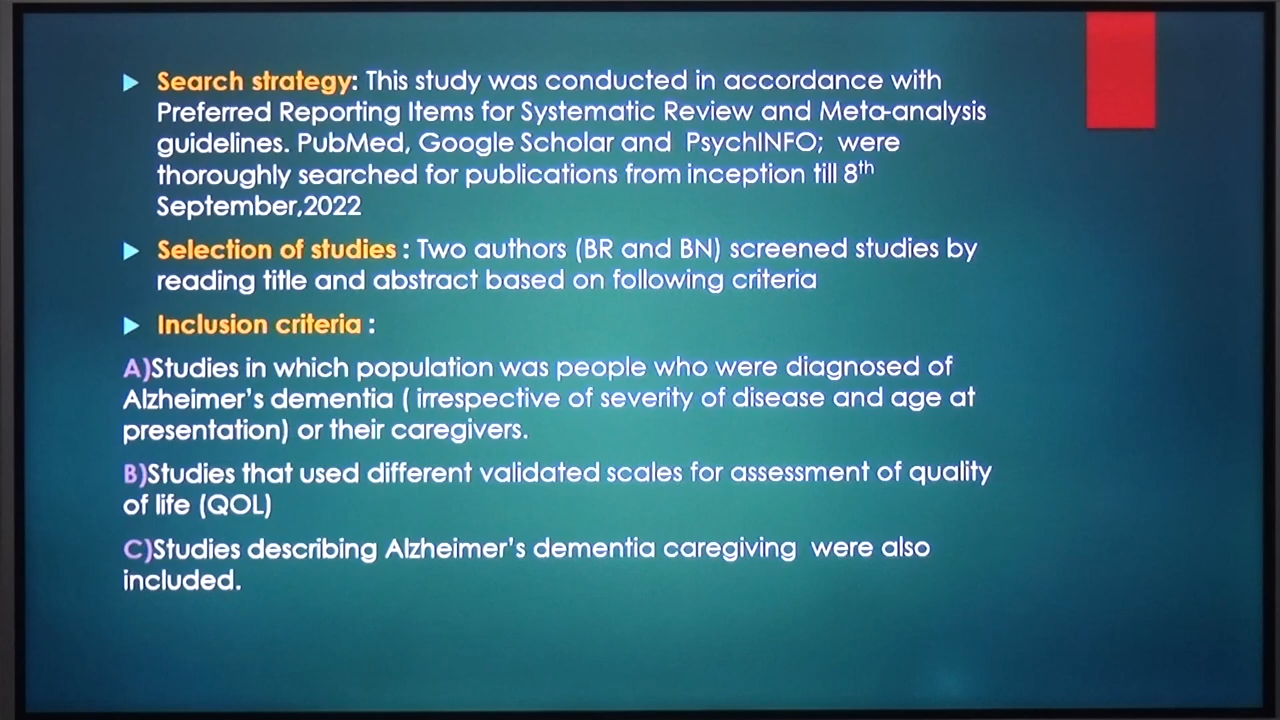 Search strategy: This study was conducted in accordance with
Preferred Reporting Items for Systematic Review and Meta-analysis
guidelines. PubMed, Google Scholar and PsychINFO; were
thoroughly searched for publications from inception till 8th
September,2022
Selection of studies : Two authors (BR and BN) screened studies by
reading title and abstract based on following criteria
Inclusion criteria :
A)Studies in which population was people who were diagnosed of
Alzheimer's dementia ( irrespective of severity of disease and age at
presentation) or their caregivers.
B)Studies that used different validated scales for assessment of quality
of life (QOL)
C)Studies describing Alzheimer's dementia caregiving were also
included.